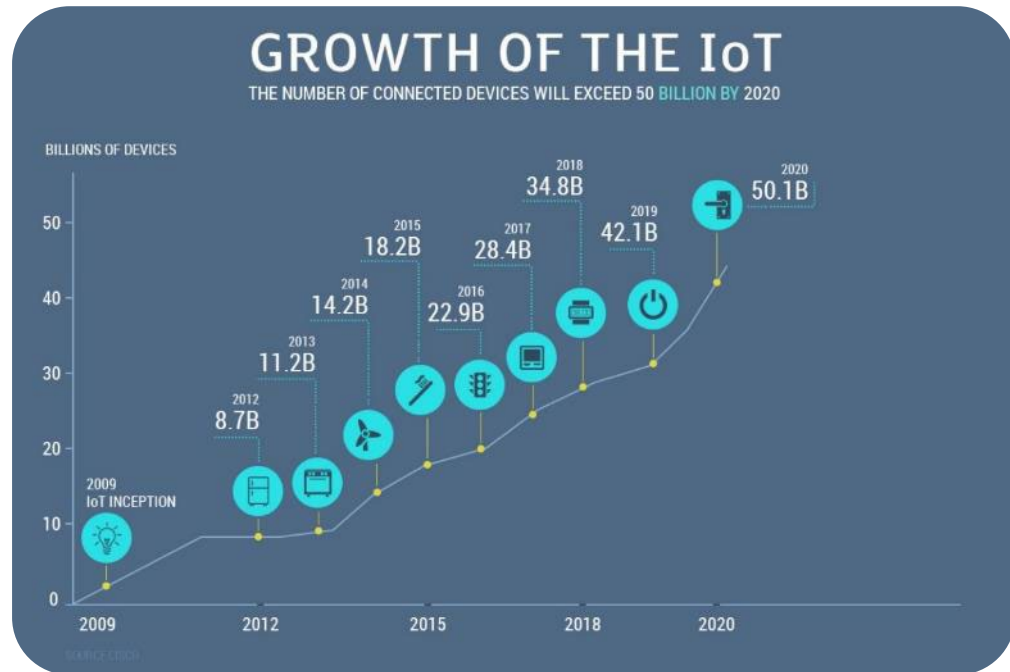 GROWTH OF THE IoT
THE NUMBER OF CONNECTED DEVICES WILL EXCEED 50 BILLION BY 2020
BILLIONS OF DEVICES
50
40
30
20
10
0
2009
IoT INCEPTION
2012
8.7B
2013
11.2B
2014
14.2B
2015
18.2B
2016
22.9B
2017
28.4B
2018
34.8B
2019
42.1B
2020
50.1B
2009
2012
2015
2018
2020
SOURCE: CISCO